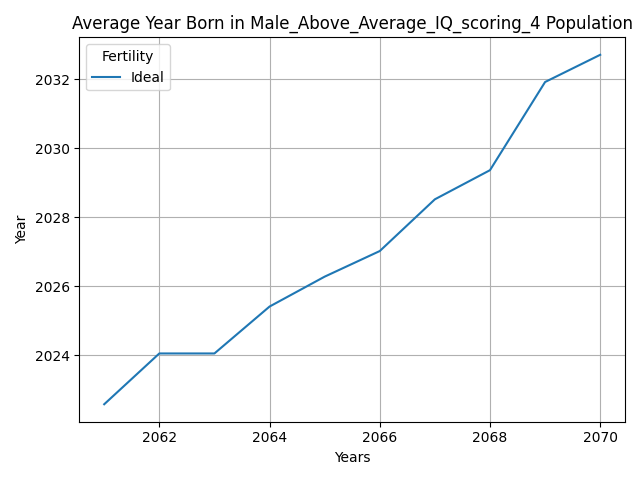 Average Year Born in Male_Above_Average_IQ_scoring_4 Population
Fertility
Ideal
Year
2032
2030
2028
2026
2024
2062 2064 2066 2068 2070
Years